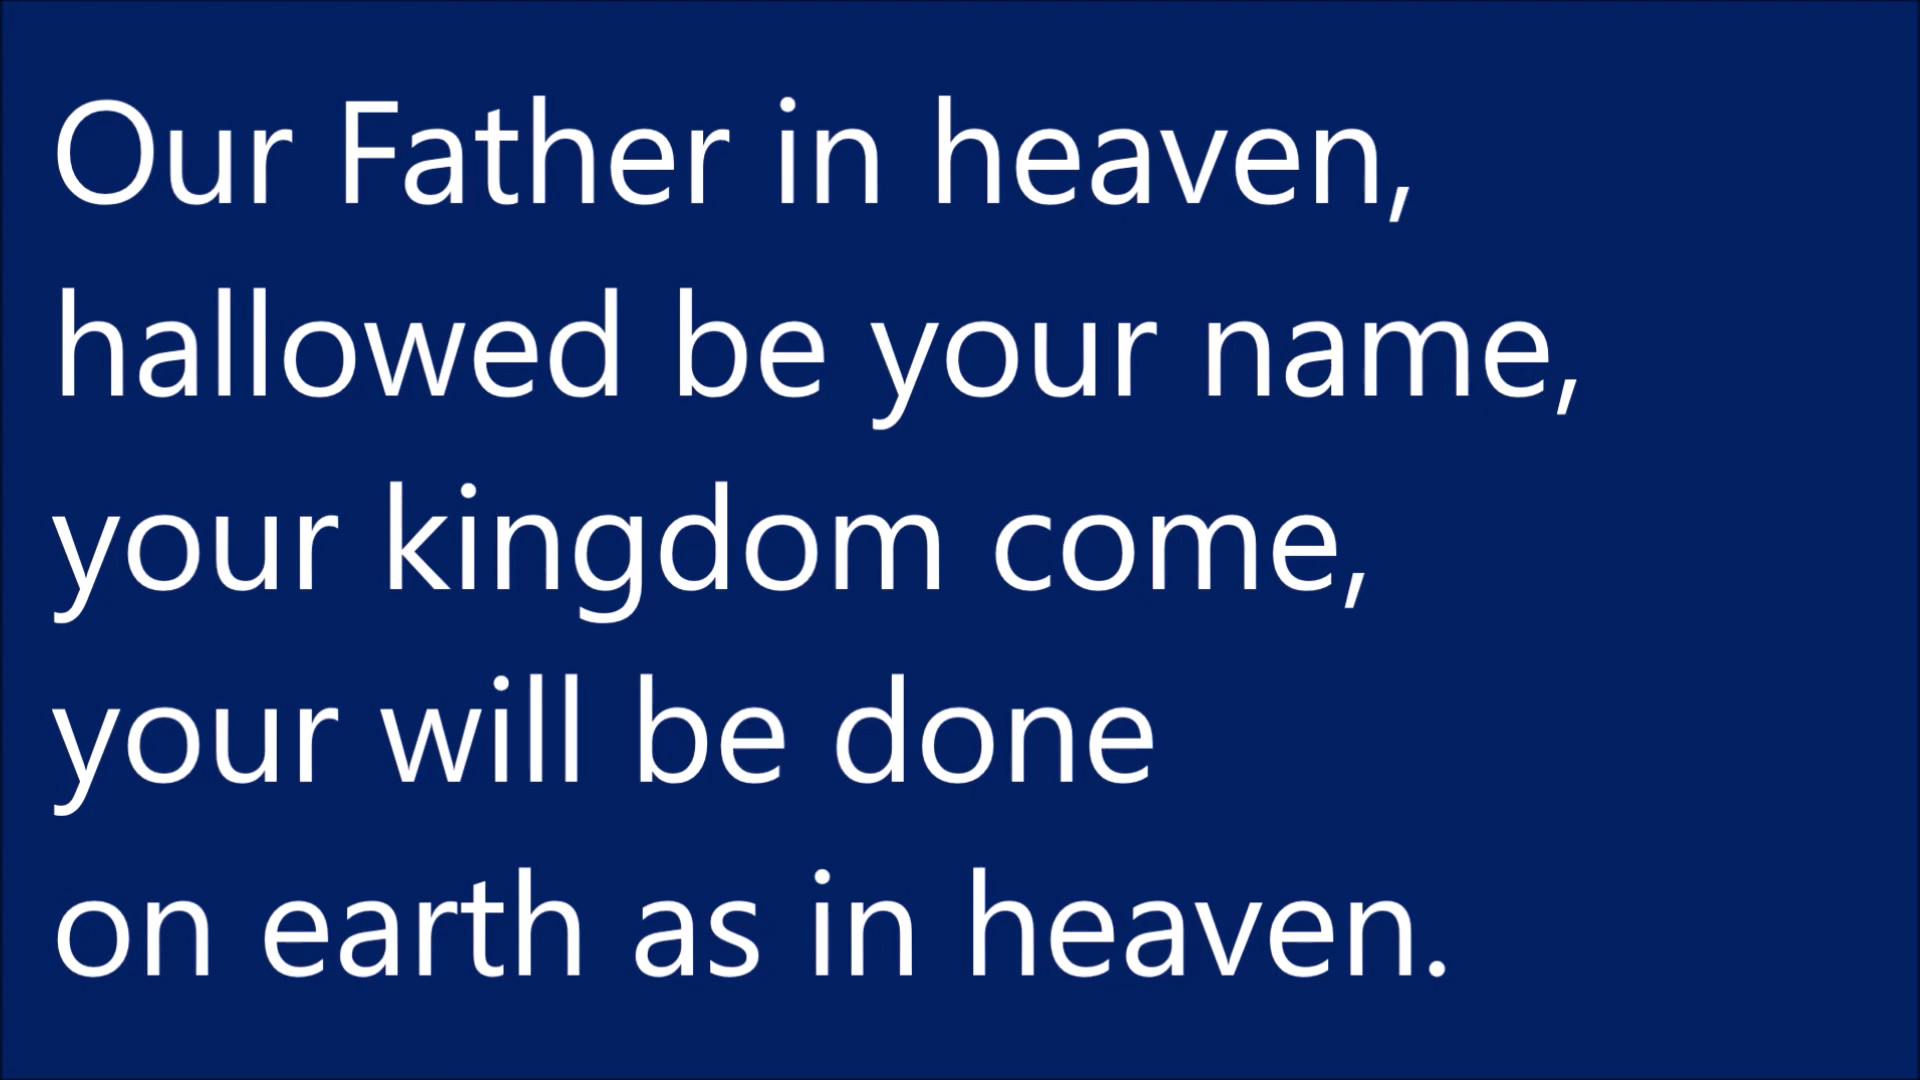 Our Father in heaven,
hallowed be your name,
your kingdom come,
your will be done
on earth as in heaven.